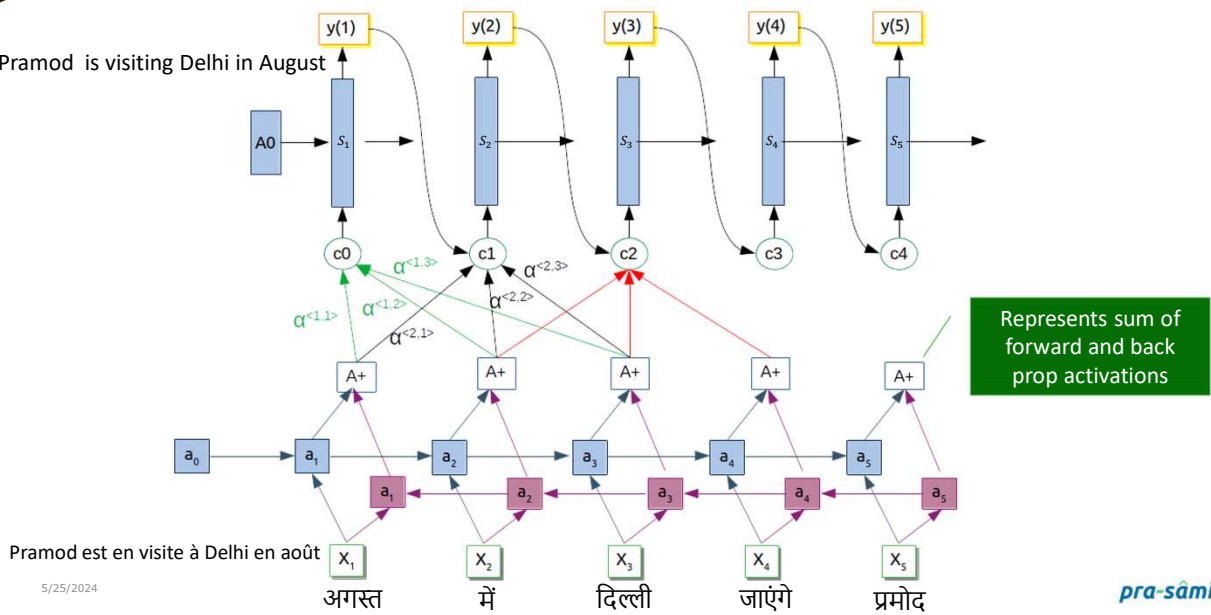 y(1) y(2) y(3) y(4) y(5)
Pramod is visiting Delhi in August
A0 S₁ S₂ S₃ S₄ S₅
c0 c1 c2 c3 c4
α<1,1> α<1,2> α<1,3> α<2,1> α<2,2> α<2,3>
Represents sum of
forward and back
prop activations
A+ A+ A+ A+ A+
a₀ a₁ a₂ a₃ a₄ a₅
a₁ a₂ a₃ a₄ a₅
Pramod est en visite à Delhi en août
X₁ X₂ X₃ X₄ X₅
5/25/2024
अगस्त में दिल्ली जाएंगे प्रमोद
pra-sâmi